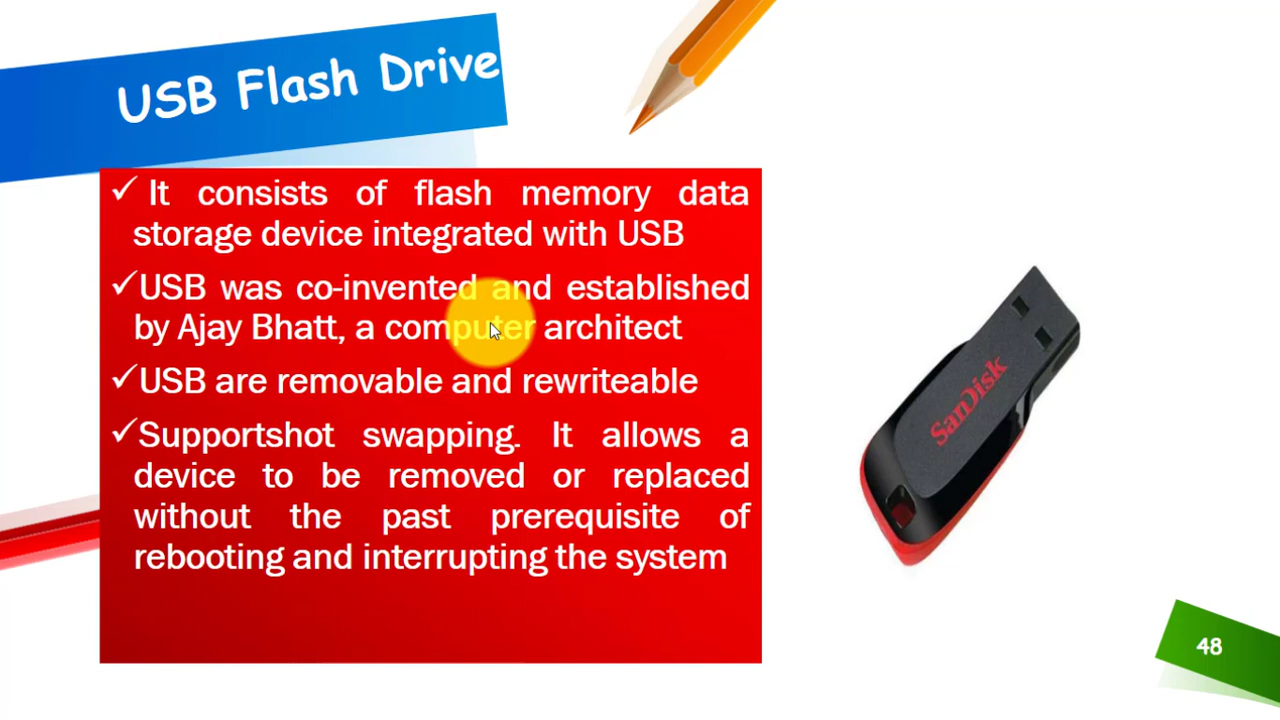 USB Flash Drive
✓ It consists of flash memory data
storage device integrated with USB
✓USB was co-invented and established
by Ajay Bhatt, a computer architect
✓USB are removable and rewriteable
✓Supportshot swapping. It allows a
device to be removed or replaced
without the past prerequisite of
rebooting and interrupting the system
SanDisk
48